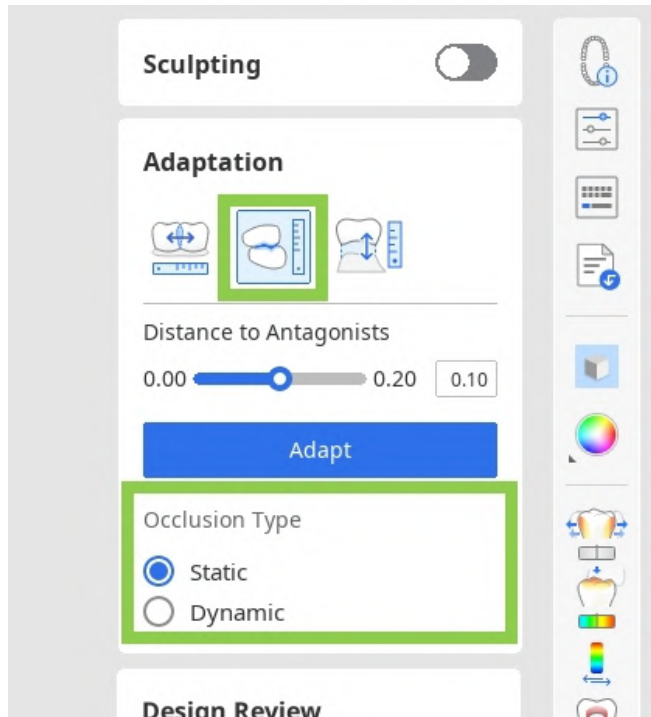 Sculpting
Adaptation
Distance to Antagonists
0.00 0.20 0.10
Adapt
Occlusion Type
Static
Dynamic
Design Review